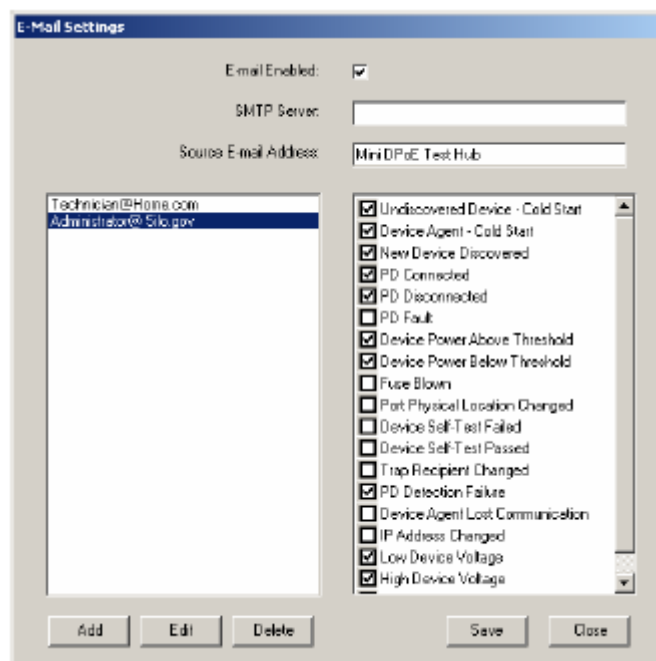 E-Mail Settings
E-mail Enabled:
SMTP Server:
Source E-mail Address:
Mini DPoE Test Hub
Technician@Home.com
Administrator@ Silo.gov
Undiscovered Device - Cold Start
Device Agent - Cold Start
New Device Discovered
PD Connected
PD Disconnected
PD Fault
Device Power Above Threshold
Device Power Below Threshold
Fuse Blown
Port Physical Location Changed
Device Self-Test Failed
Device Self-Test Passed
Trap Recipient Changed
PD Detection Failure
Device Agent Lost Communication
IP Address Changed
Low Device Voltage
High Device Voltage
Add
Edit
Delete
Save
Close